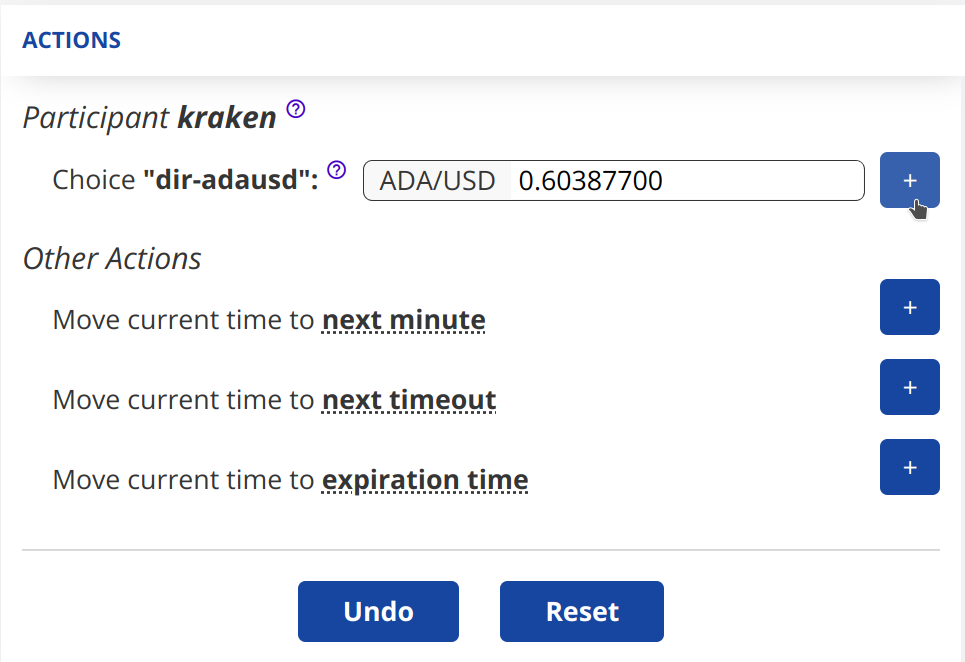 ACTIONS
Participant kraken ?
Choice "dir-adausd": ? ADA/USD 0.60387700 +
Other Actions
Move current time to next minute +
Move current time to next timeout +
Move current time to expiration time +
Undo Reset